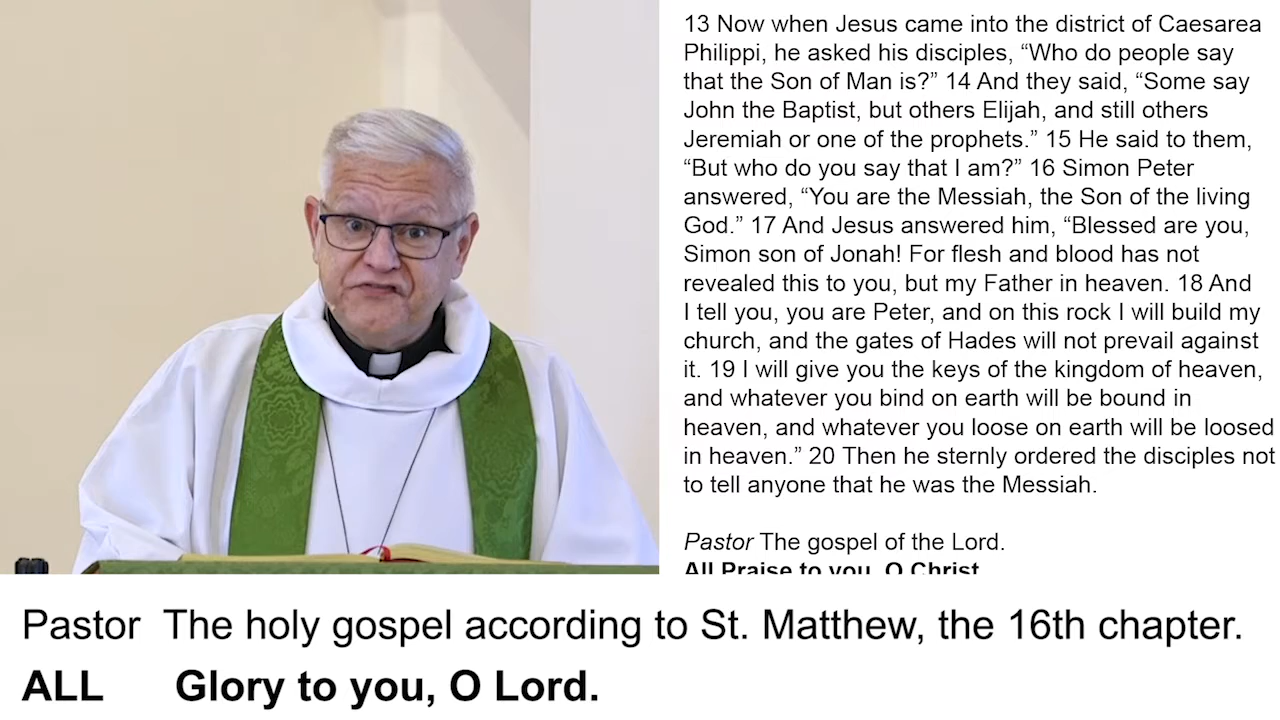 13 Now when Jesus came into the district of Caesarea
Philippi, he asked his disciples, “Who do people say
that the Son of Man is?” 14 And they said, “Some say
John the Baptist, but others Elijah, and still others
Jeremiah or one of the prophets.” 15 He said to them,
“But who do you say that I am?” 16 Simon Peter
answered, “You are the Messiah, the Son of the living
God.” 17 And Jesus answered him, “Blessed are you,
Simon son of Jonah! For flesh and blood has not
revealed this to you, but my Father in heaven. 18 And
I tell you, you are Peter, and on this rock I will build my
church, and the gates of Hades will not prevail against
it. 19 I will give you the keys of the kingdom of heaven,
and whatever you bind on earth will be bound in
heaven, and whatever you loose on earth will be loosed
in heaven.” 20 Then he sternly ordered the disciples not
to tell anyone that he was the Messiah.
Pastor The gospel of the Lord.
All Praise to you, O Christ
Pastor The holy gospel according to St. Matthew, the 16th chapter.
ALL Glory to you, O Lord.